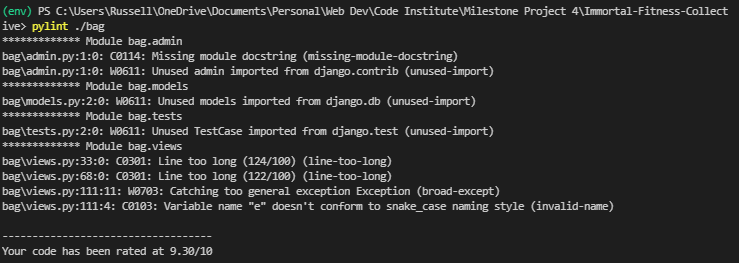 (env) PS C:\Users\Russell\OneDrive\Documents\Personal\Web Dev\Code Institute\Milestone Project 4\Immortal-Fitness-Collect
ive> pylint ./bag
************* Module bag.admin
bag\admin.py:1:0: C0114: Missing module docstring (missing-module-docstring)
bag\admin.py:1:0: W0611: Unused admin imported from django.contrib (unused-import)
************* Module bag.models
bag\models.py:2:0: W0611: Unused models imported from django.db (unused-import)
************* Module bag.tests
bag\tests.py:2:0: W0611: Unused TestCase imported from django.test (unused-import)
************* Module bag.views
bag\views.py:33:0: C0301: Line too long (124/100) (line-too-long)
bag\views.py:68:0: C0301: Line too long (122/100) (line-too-long)
bag\views.py:111:11: W0703: Catching too general exception Exception (broad-except)
bag\views.py:111:4: C0103: Variable name "e" doesn't conform to snake_case naming style (invalid-name)

-----------------------------------
Your code has been rated at 9.30/10